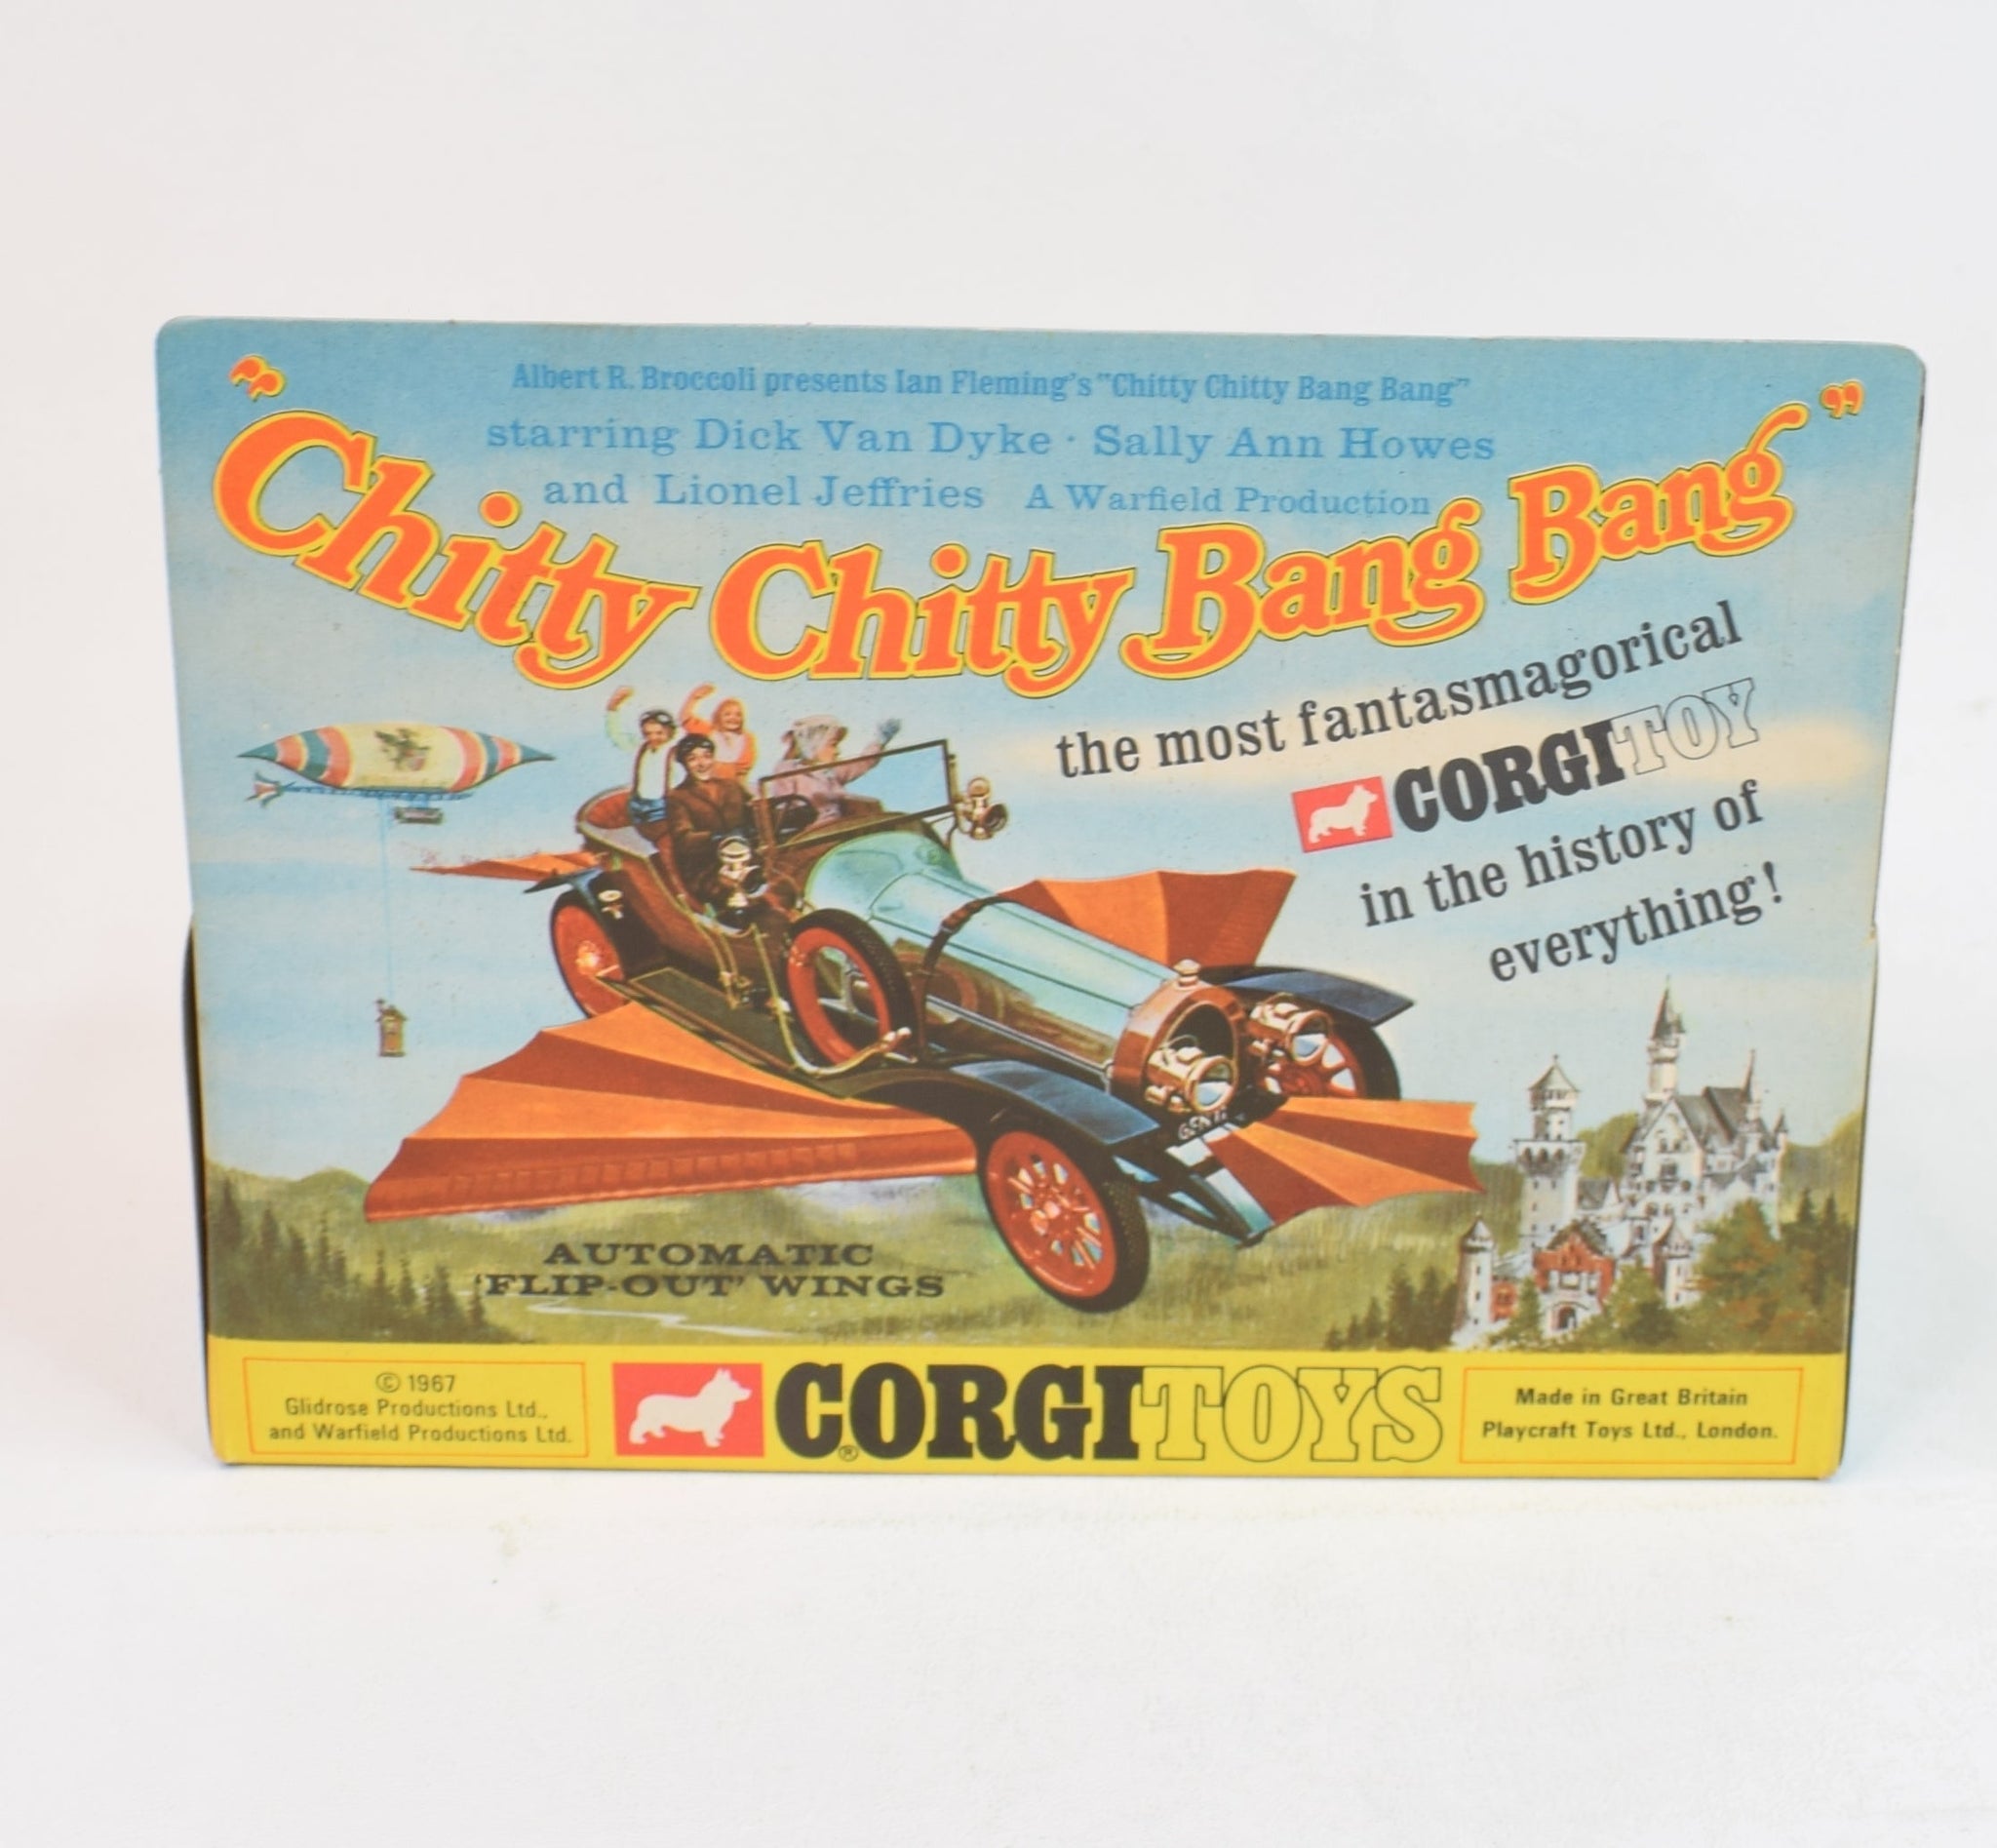 Albert R. Broccoli presents Ian Fleming's "Chitty Chitty Bang Bang"
starring Dick Van Dyke · Sally Ann Howes
and Lionel Jeffries A Warfield Production
"Chitty Chitty Bang Bang"
the most fantasmagorical
CORGITOY
in the history of
everything!
AUTOMATIC
'FLIP-OUT' WINGS
© 1967
Glidrose Productions Ltd.,
and Warfield Productions Ltd.
CORGITOYS
®
Made in Great Britain
Playcraft Toys Ltd., London.